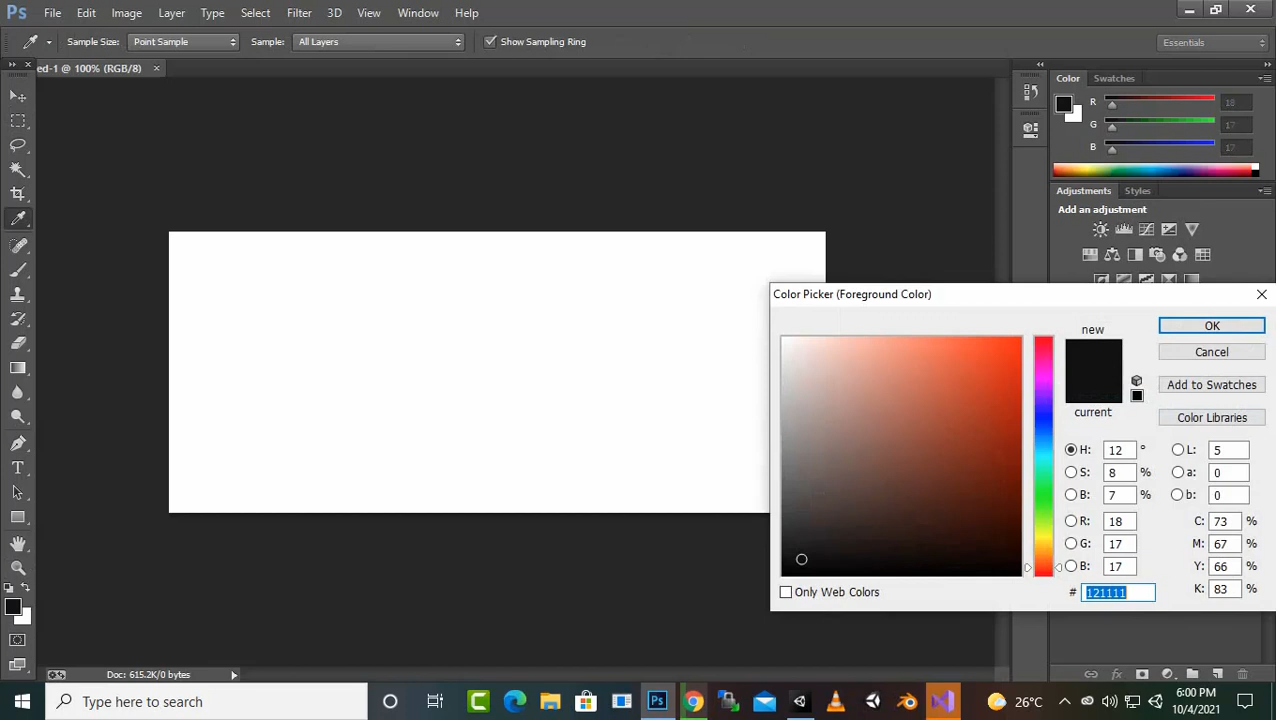 Ps File Edit Image Layer Type Select Filter 3D View Window Help
Sample Size: Point Sample Sample: All Layers Show Sampling Ring Essentials
ed-1 @ 100% (RGB/8) ×
Color Swatches
R 18
G 17
B 17
Adjustments Styles
Add an adjustment
Color Picker (Foreground Color)
new
current
OK
Cancel
Add to Swatches
Color Libraries
H: 12 ° L: 5
S: 8 % a: 0
B: 7 % b: 0
R: 18 C: 73 %
G: 17 M: 67 %
B: 17 Y: 66 %
# 121111 K: 83 %
Only Web Colors
T
Doc: 615.2K/0 bytes
fx
Type here to search
Ps
26°C
6:00 PM
10/4/2021